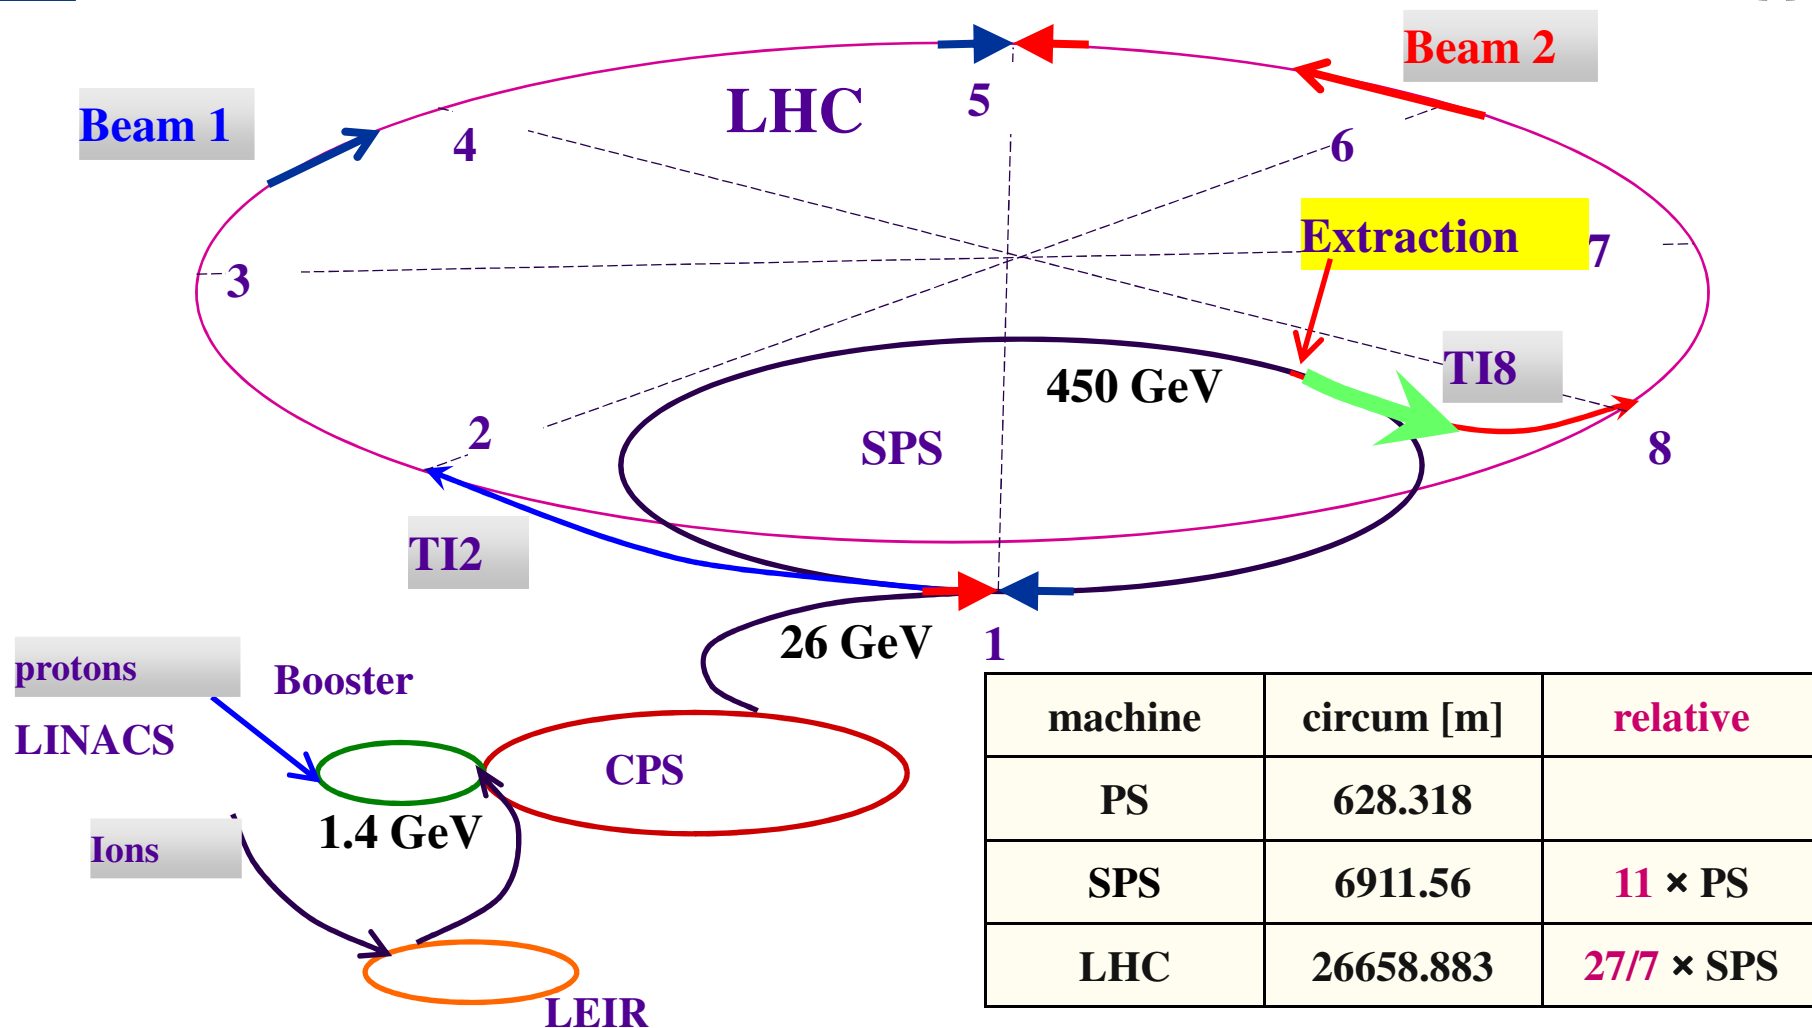 Beam 2
Beam 1
LHC
5
4
6
Extraction
7
3
TI8
450 GeV
2
SPS
8
TI2
26 GeV
1
protons
Booster
LINACS
CPS
1.4 GeV
Ions
LEIR
machine circum [m] relative
PS 628.318
SPS 6911.56 11 × PS
LHC 26658.883 27/7 × SPS